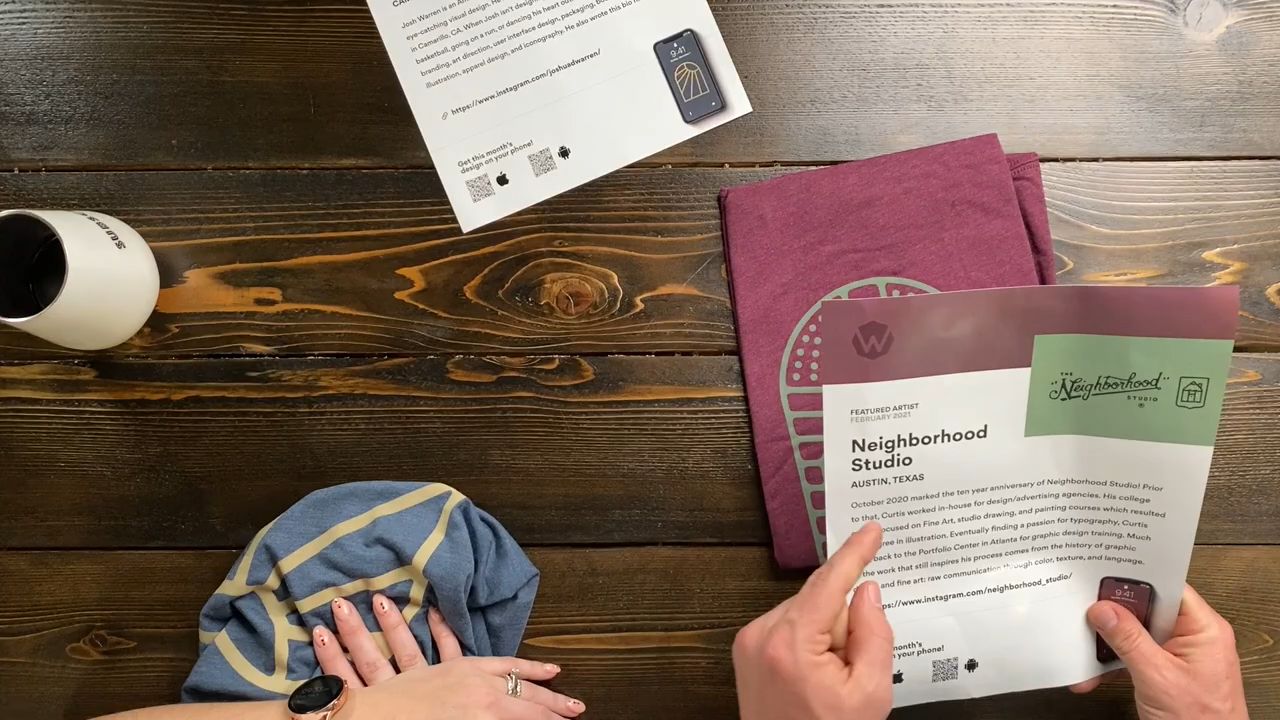 Josh Warren is an
eye-catching visual design. When Josh isn't
in Camarillo, CA.
basketball, going on a run, or dancing his heart
branding, art direction, user interface design, packaging,
illustration, apparel design, and iconography. He also wrote this bio
https://www.instagram.com/joshuadwarren/
9:41
Get this month's
design on your phone!
W
THE
"Neighborhood"
STUDIO
FEATURED ARTIST
FEBRUARY 2021
Neighborhood
Studio
AUSTIN, TEXAS
October 2020 marked the ten year anniversary of Neighborhood Studio! Prior
to that, Curtis worked in-house for design/advertising agencies. His college
focused on Fine Art, studio drawing, and painting courses which resulted
in illustration. Eventually finding a passion for typography, Curtis
back to the Portfolio Center in Atlanta for graphic design training. Much
the work that still inspires his process comes from the history of graphic
and fine art: raw communication through color, texture, and language.
ps://www.instagram.com/neighborhood_studio/
9:41
month's
on your phone!